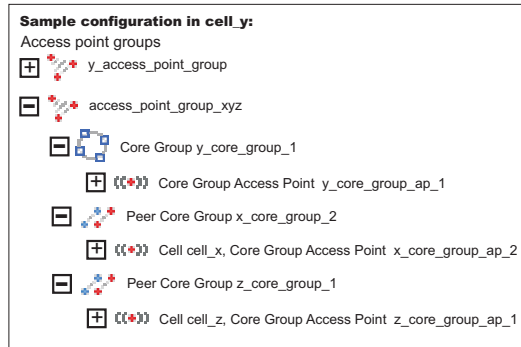 Sample configuration in cell_y:
Access point groups
y_access_point_group
access_point_group_xyz
Core Group y_core_group_1
Core Group Access Point y_core_group_ap_1
Peer Core Group x_core_group_2
Cell cell_x, Core Group Access Point x_core_group_ap_2
Peer Core Group z_core_group_1
Cell cell_z, Core Group Access Point z_core_group_ap_1